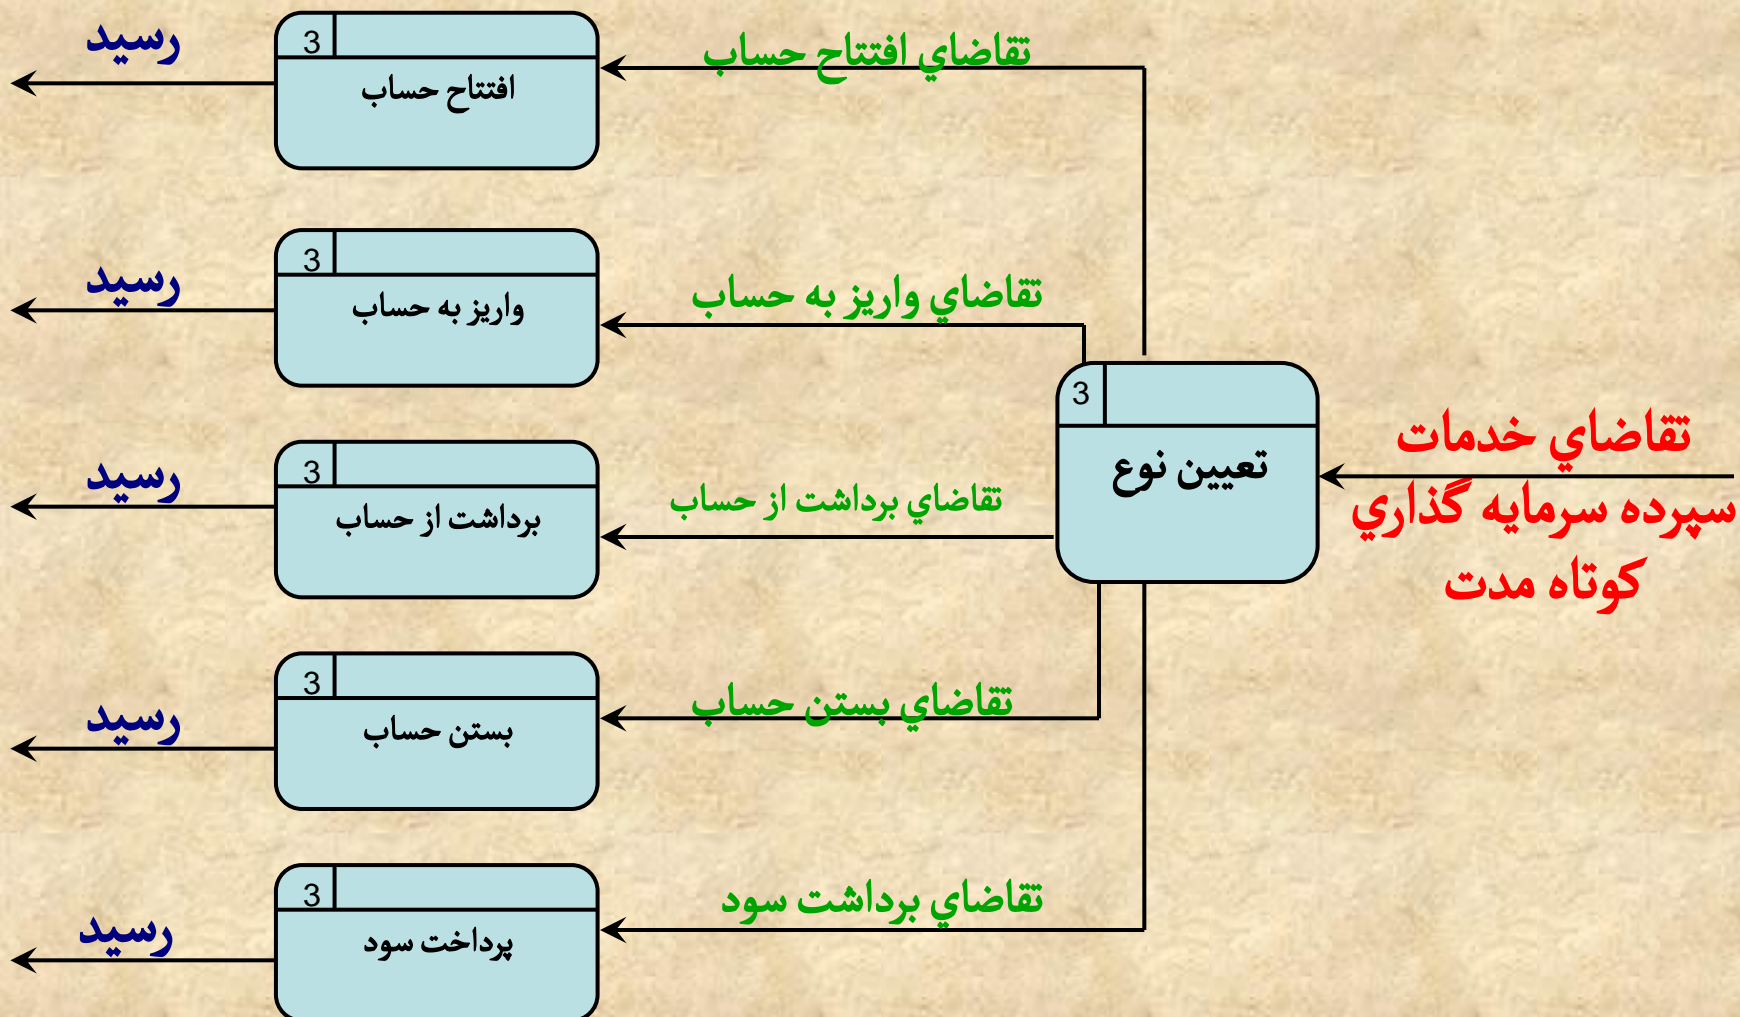 تقاضاي خدمات
سپرده سرمايه گذاري
كوتاه مدت
3
تعيين نوع
تقاضاي افتتاح حساب
3
افتتاح حساب
رسيد
تقاضاي واريز به حساب
3
واريز به حساب
رسيد
تقاضاي برداشت از حساب
3
برداشت از حساب
رسيد
تقاضاي بستن حساب
3
بستن حساب
رسيد
تقاضاي برداشت سود
3
پرداخت سود
رسيد